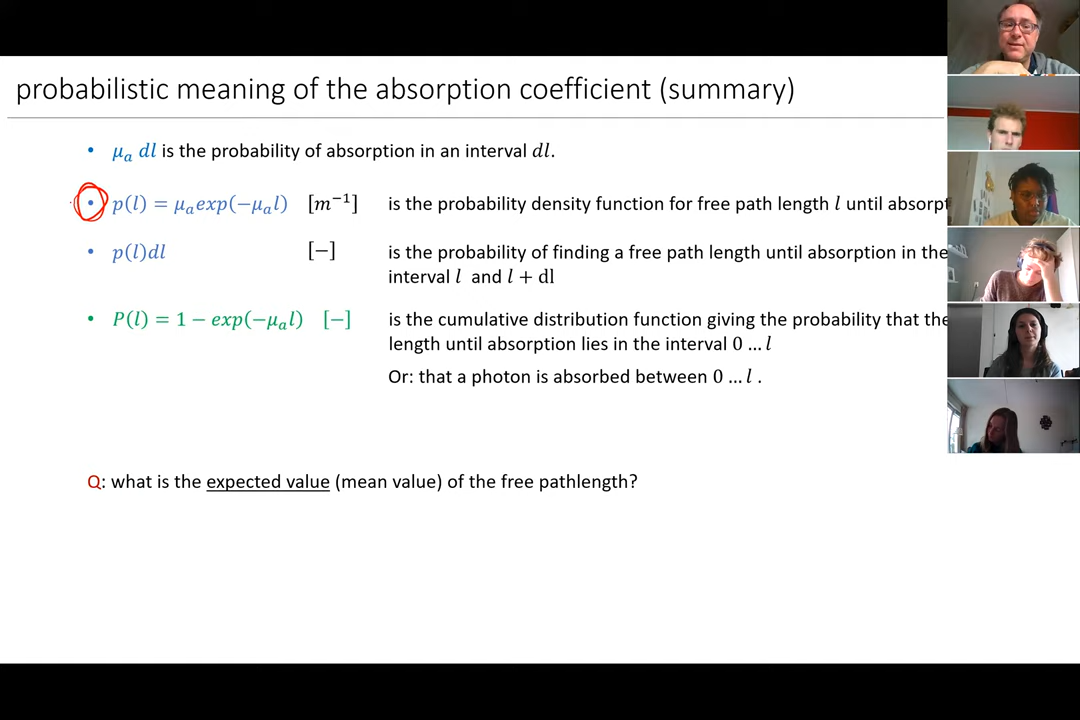 probabilistic meaning of the absorption coefficient (summary)
• μₐ dl is the probability of absorption in an interval dl.
• p(l) = μₐexp(−μₐl) [m⁻¹] is the probability density function for free path length l until absorpt
• p(l)dl [−] is the probability of finding a free path length until absorption in the
interval l and l + dl
• P(l) = 1 − exp(−μₐl) [−] is the cumulative distribution function giving the probability that the
length until absorption lies in the interval 0 ... l
Or: that a photon is absorbed between 0 ... l .
Q: what is the expected value (mean value) of the free pathlength?